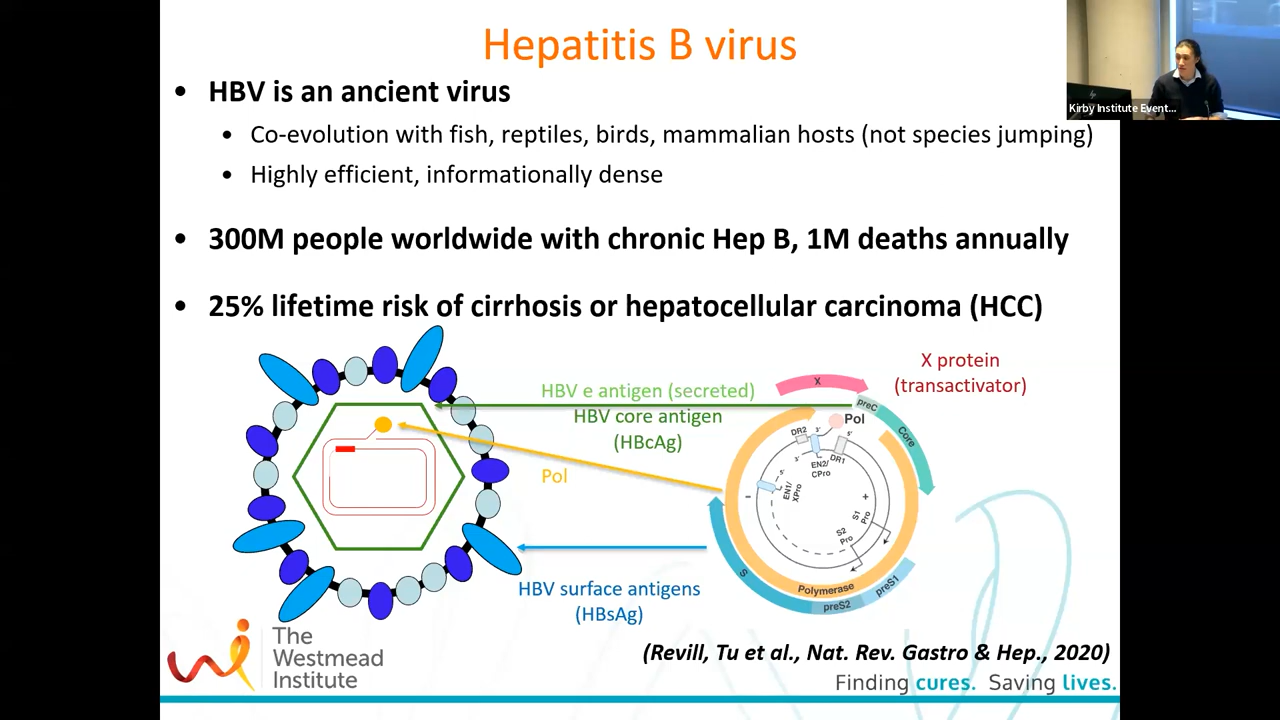 Hepatitis B virus
• HBV is an ancient virus
• Co-evolution with fish, reptiles, birds, mammalian hosts (not species jumping)
• Highly efficient, informationally dense
• 300M people worldwide with chronic Hep B, 1M deaths annually
• 25% lifetime risk of cirrhosis or hepatocellular carcinoma (HCC)
Kirby Institute Event...
X protein
(transactivator)
HBV e antigen (secreted)
HBV core antigen
(HBcAg)
Pol
HBV surface antigens
(HBsAg)
X
preC
Pol
Core
DR2
3'
5'
DR1
3'
EN2/
CPro
5'
EN1/
XPro
–
+
S1
Pro
S2
Pro
S
Polymerase
preS1
preS2
The
Westmead
Institute
(Revill, Tu et al., Nat. Rev. Gastro & Hep., 2020)
Finding cures. Saving lives.